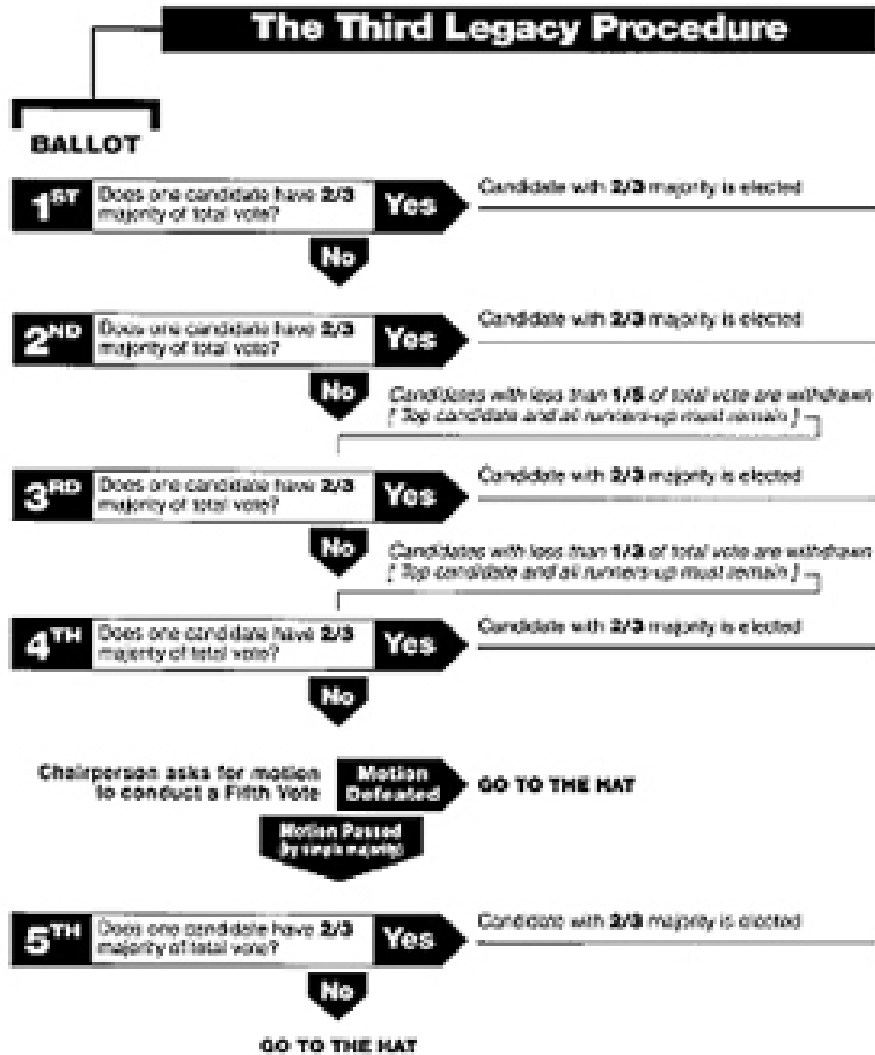 The Third Legacy Procedure
BALLOT
1ST
Does one candidate have 2/3
majority of total vote?
Yes
Candidate with 2/3 majority is elected
No
2ND
Does one candidate have 2/3
majority of total vote?
Yes
Candidate with 2/3 majority is elected
No
Candidates with less than 1/5 of total vote are withdrawn
[ Top candidate and all runners-up must remain ]
3RD
Does one candidate have 2/3
majority of total vote?
Yes
Candidate with 2/3 majority is elected
No
Candidates with less than 1/3 of total vote are withdrawn
[ Top candidate and all runners-up must remain ]
4TH
Does one candidate have 2/3
majority of total vote?
Yes
Candidate with 2/3 majority is elected
No
Chairperson asks for motion
to conduct a Fifth Vote
Motion
Defeated
GO TO THE HAT
Motion Passed
(by simple majority)
5TH
Does one candidate have 2/3
majority of total vote?
Yes
Candidate with 2/3 majority is elected
No
GO TO THE HAT